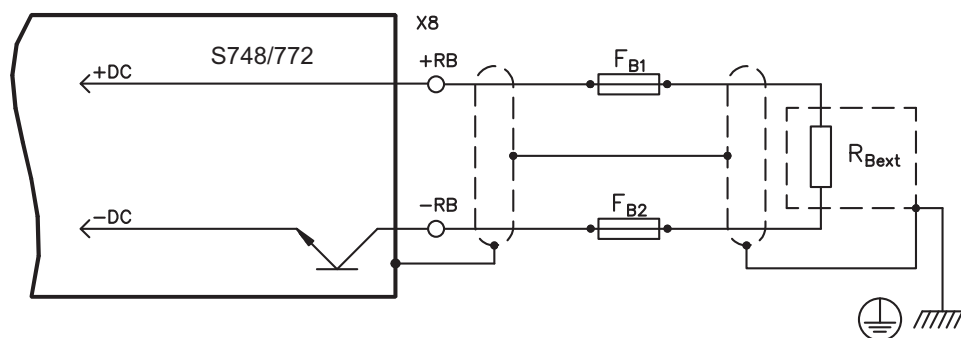 X8
S748/772
+DC
+RB
FB1
RBext
-DC
-RB
FB2